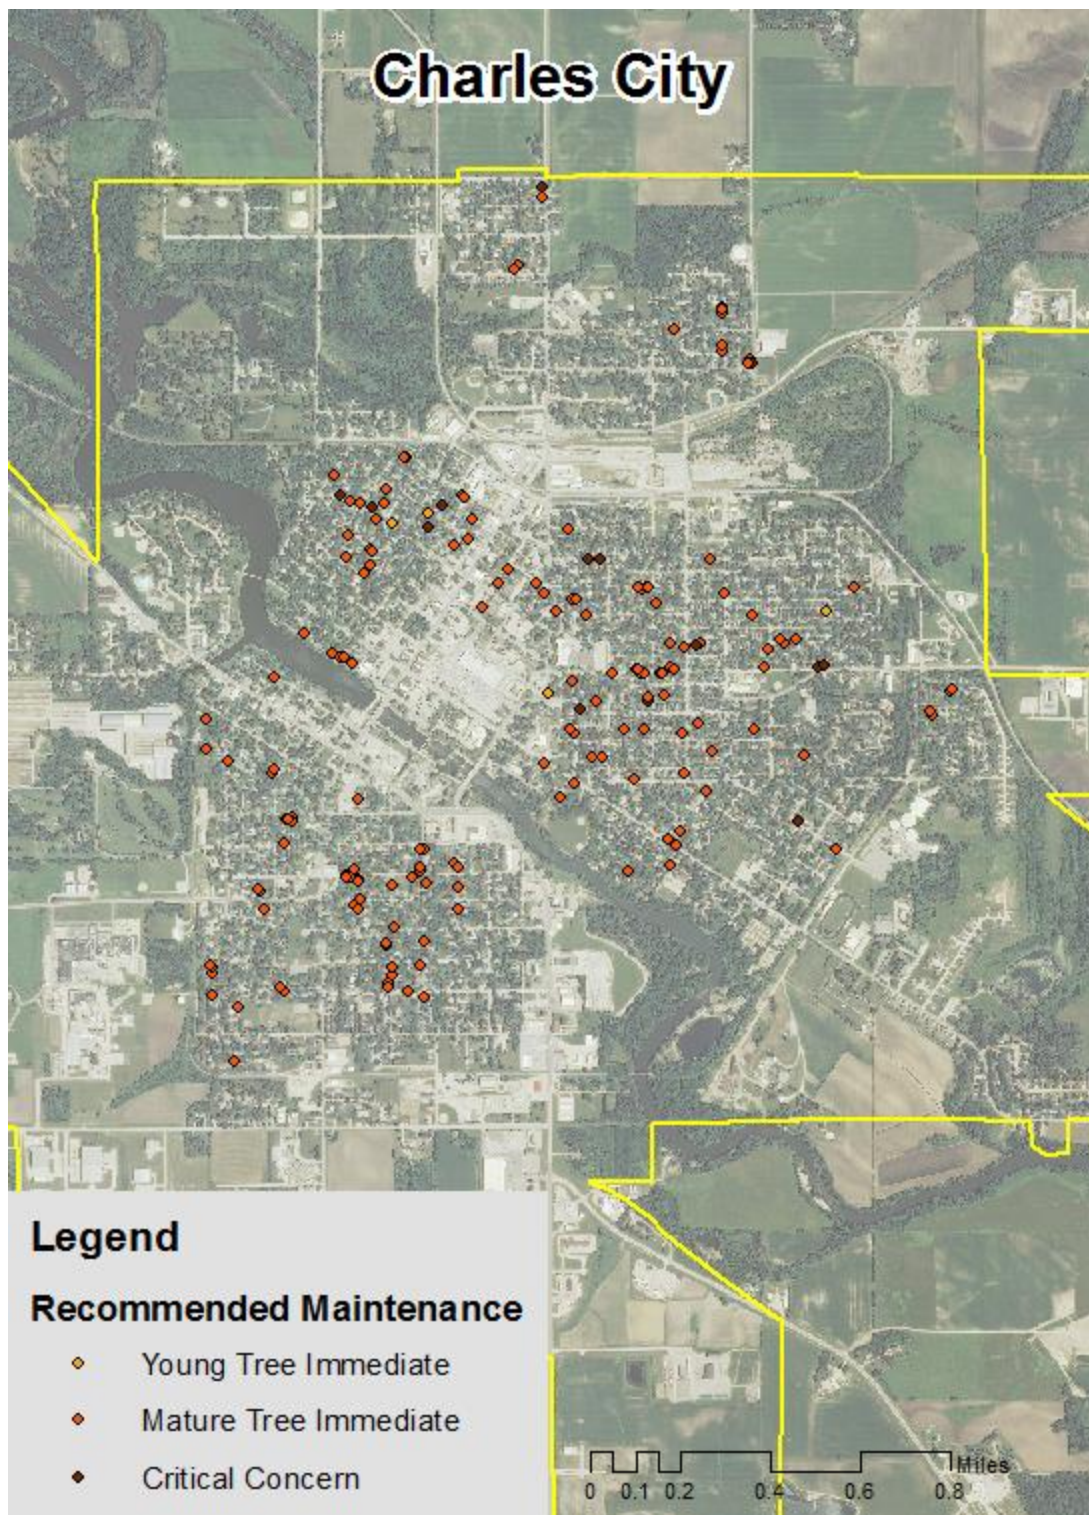 Charles City
Legend
Recommended Maintenance
Young Tree Immediate
Mature Tree Immediate
Critical Concern
Miles
0 0.1 0.2 0.4 0.6 0.8